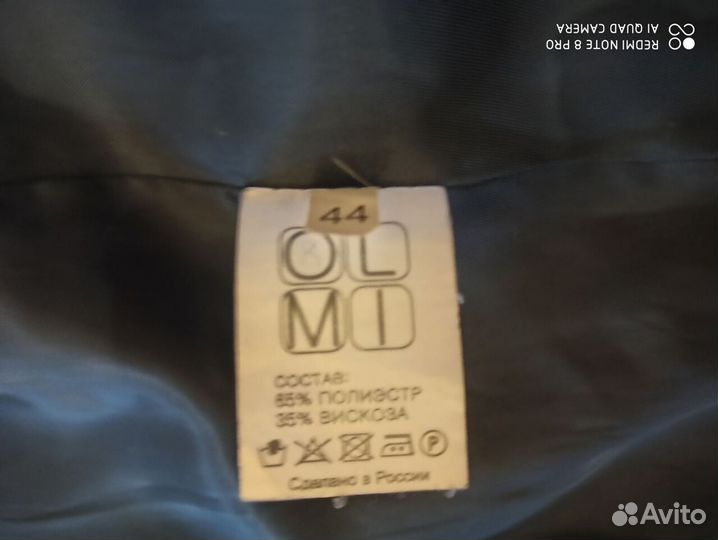 REDMI NOTE 8 PRO
AI QUAD CAMERA
44
OL
MI
СОСТАВ:
65% ПОЛИЭСТР
35% ВИСКОЗА
P
Сделано в России
Avito